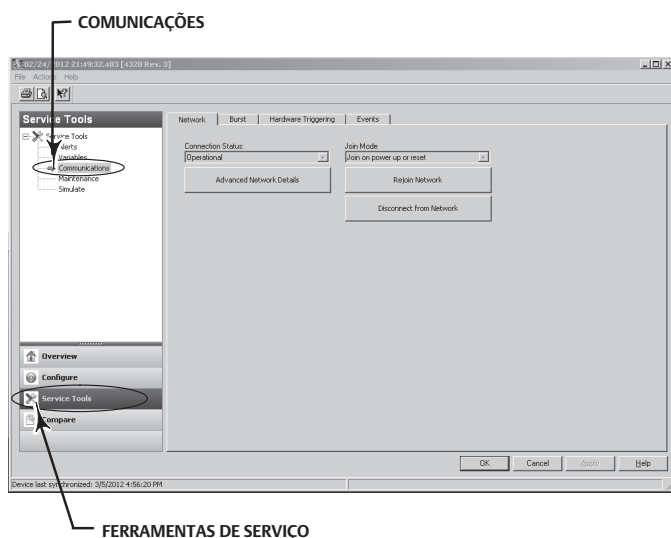 COMUNICAÇÕES
02/24/2012 21:49:32.403 [4320 Rev. 3]
File Actions Help
Service Tools
Service Tools
Alerts
Variables
Communications
Maintenance
Simulate
Overview
Configure
Service Tools
Compare
Network Burst Hardware Triggering Events
Connection Status: Join Mode
Operational Join on power up or reset
Advanced Network Details Rejoin Network
Disconnect from Network
OK Cancel Apply Help
Device last synchronized: 3/5/2012 4:56:20 PM
FERRAMENTAS DE SERVIÇO